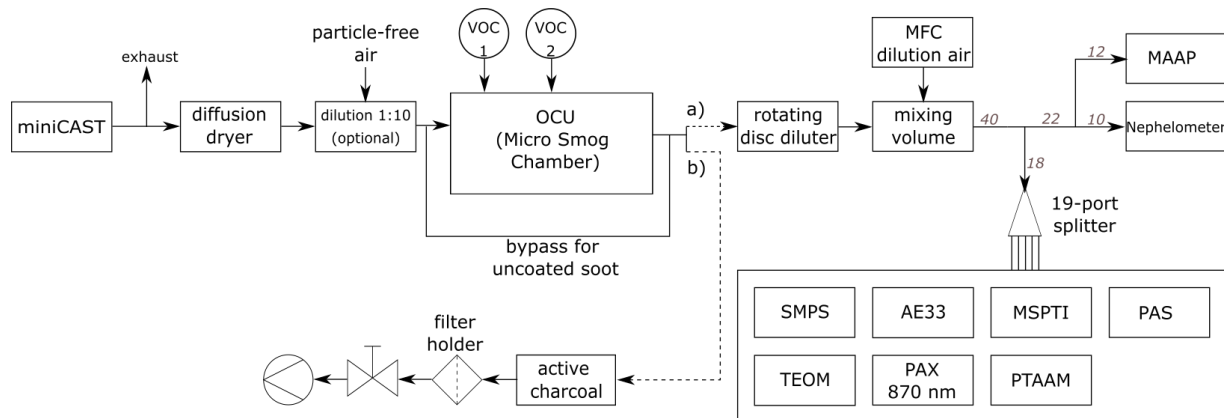 exhaust
miniCAST
diffusion
dryer
particle-free
air
dilution 1:10
(optional)
VOC
1
VOC
2
OCU
(Micro Smog
Chamber)
bypass for
uncoated soot
a)
b)
rotating
disc diluter
MFC
dilution air
mixing
volume
40
22
12
10
18
MAAP
Nephelometer
19-port
splitter
SMPS
AE33
MSPTI
PAS
TEOM
PAX
870 nm
PTAAM
filter
holder
active
charcoal